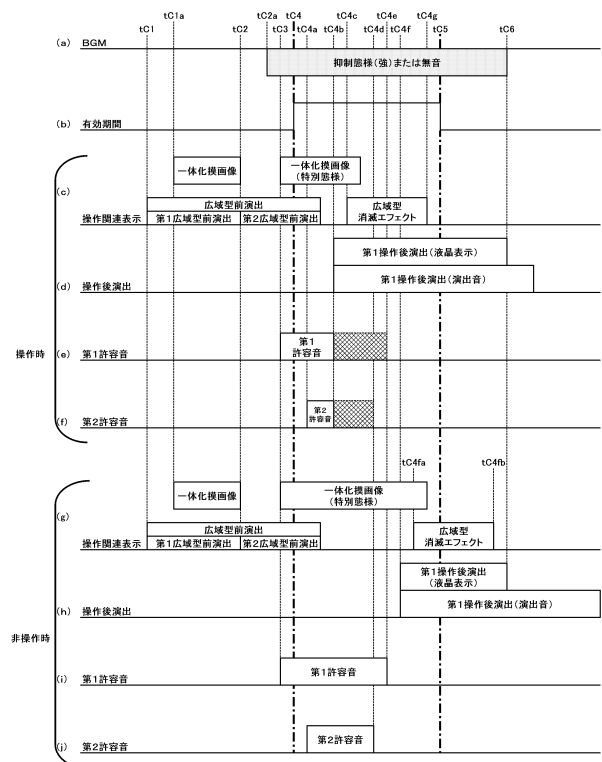 tC1 tC1a tC2 tC2a tC3 tC4 tC4a tC4b tC4c tC4d tC4e tC4f tC4g tC5 tC6
(a) BGM
抑制態様(強)または無音
(b) 有効期間
操作時
(c)
一体化模画像
一体化模画像
(特別態様)
広域型前演出
第1広域型前演出 第2広域型前演出
広域型
消滅エフェクト
操作関連表示
第1操作後演出(液晶表示)
第1操作後演出(演出音)
(d) 操作後演出
第1
許容音
(e) 第1許容音
第2
許容音
(f) 第2許容音
非操作時
tC4fa tC4fb
(g)
一体化模画像
一体化模画像
(特別態様)
広域型前演出
第1広域型前演出 第2広域型前演出
広域型
消滅エフェクト
操作関連表示
第1操作後演出
(液晶表示)
第1操作後演出(演出音)
(h) 操作後演出
第1許容音
(i) 第1許容音
第2許容音
(j) 第2許容音